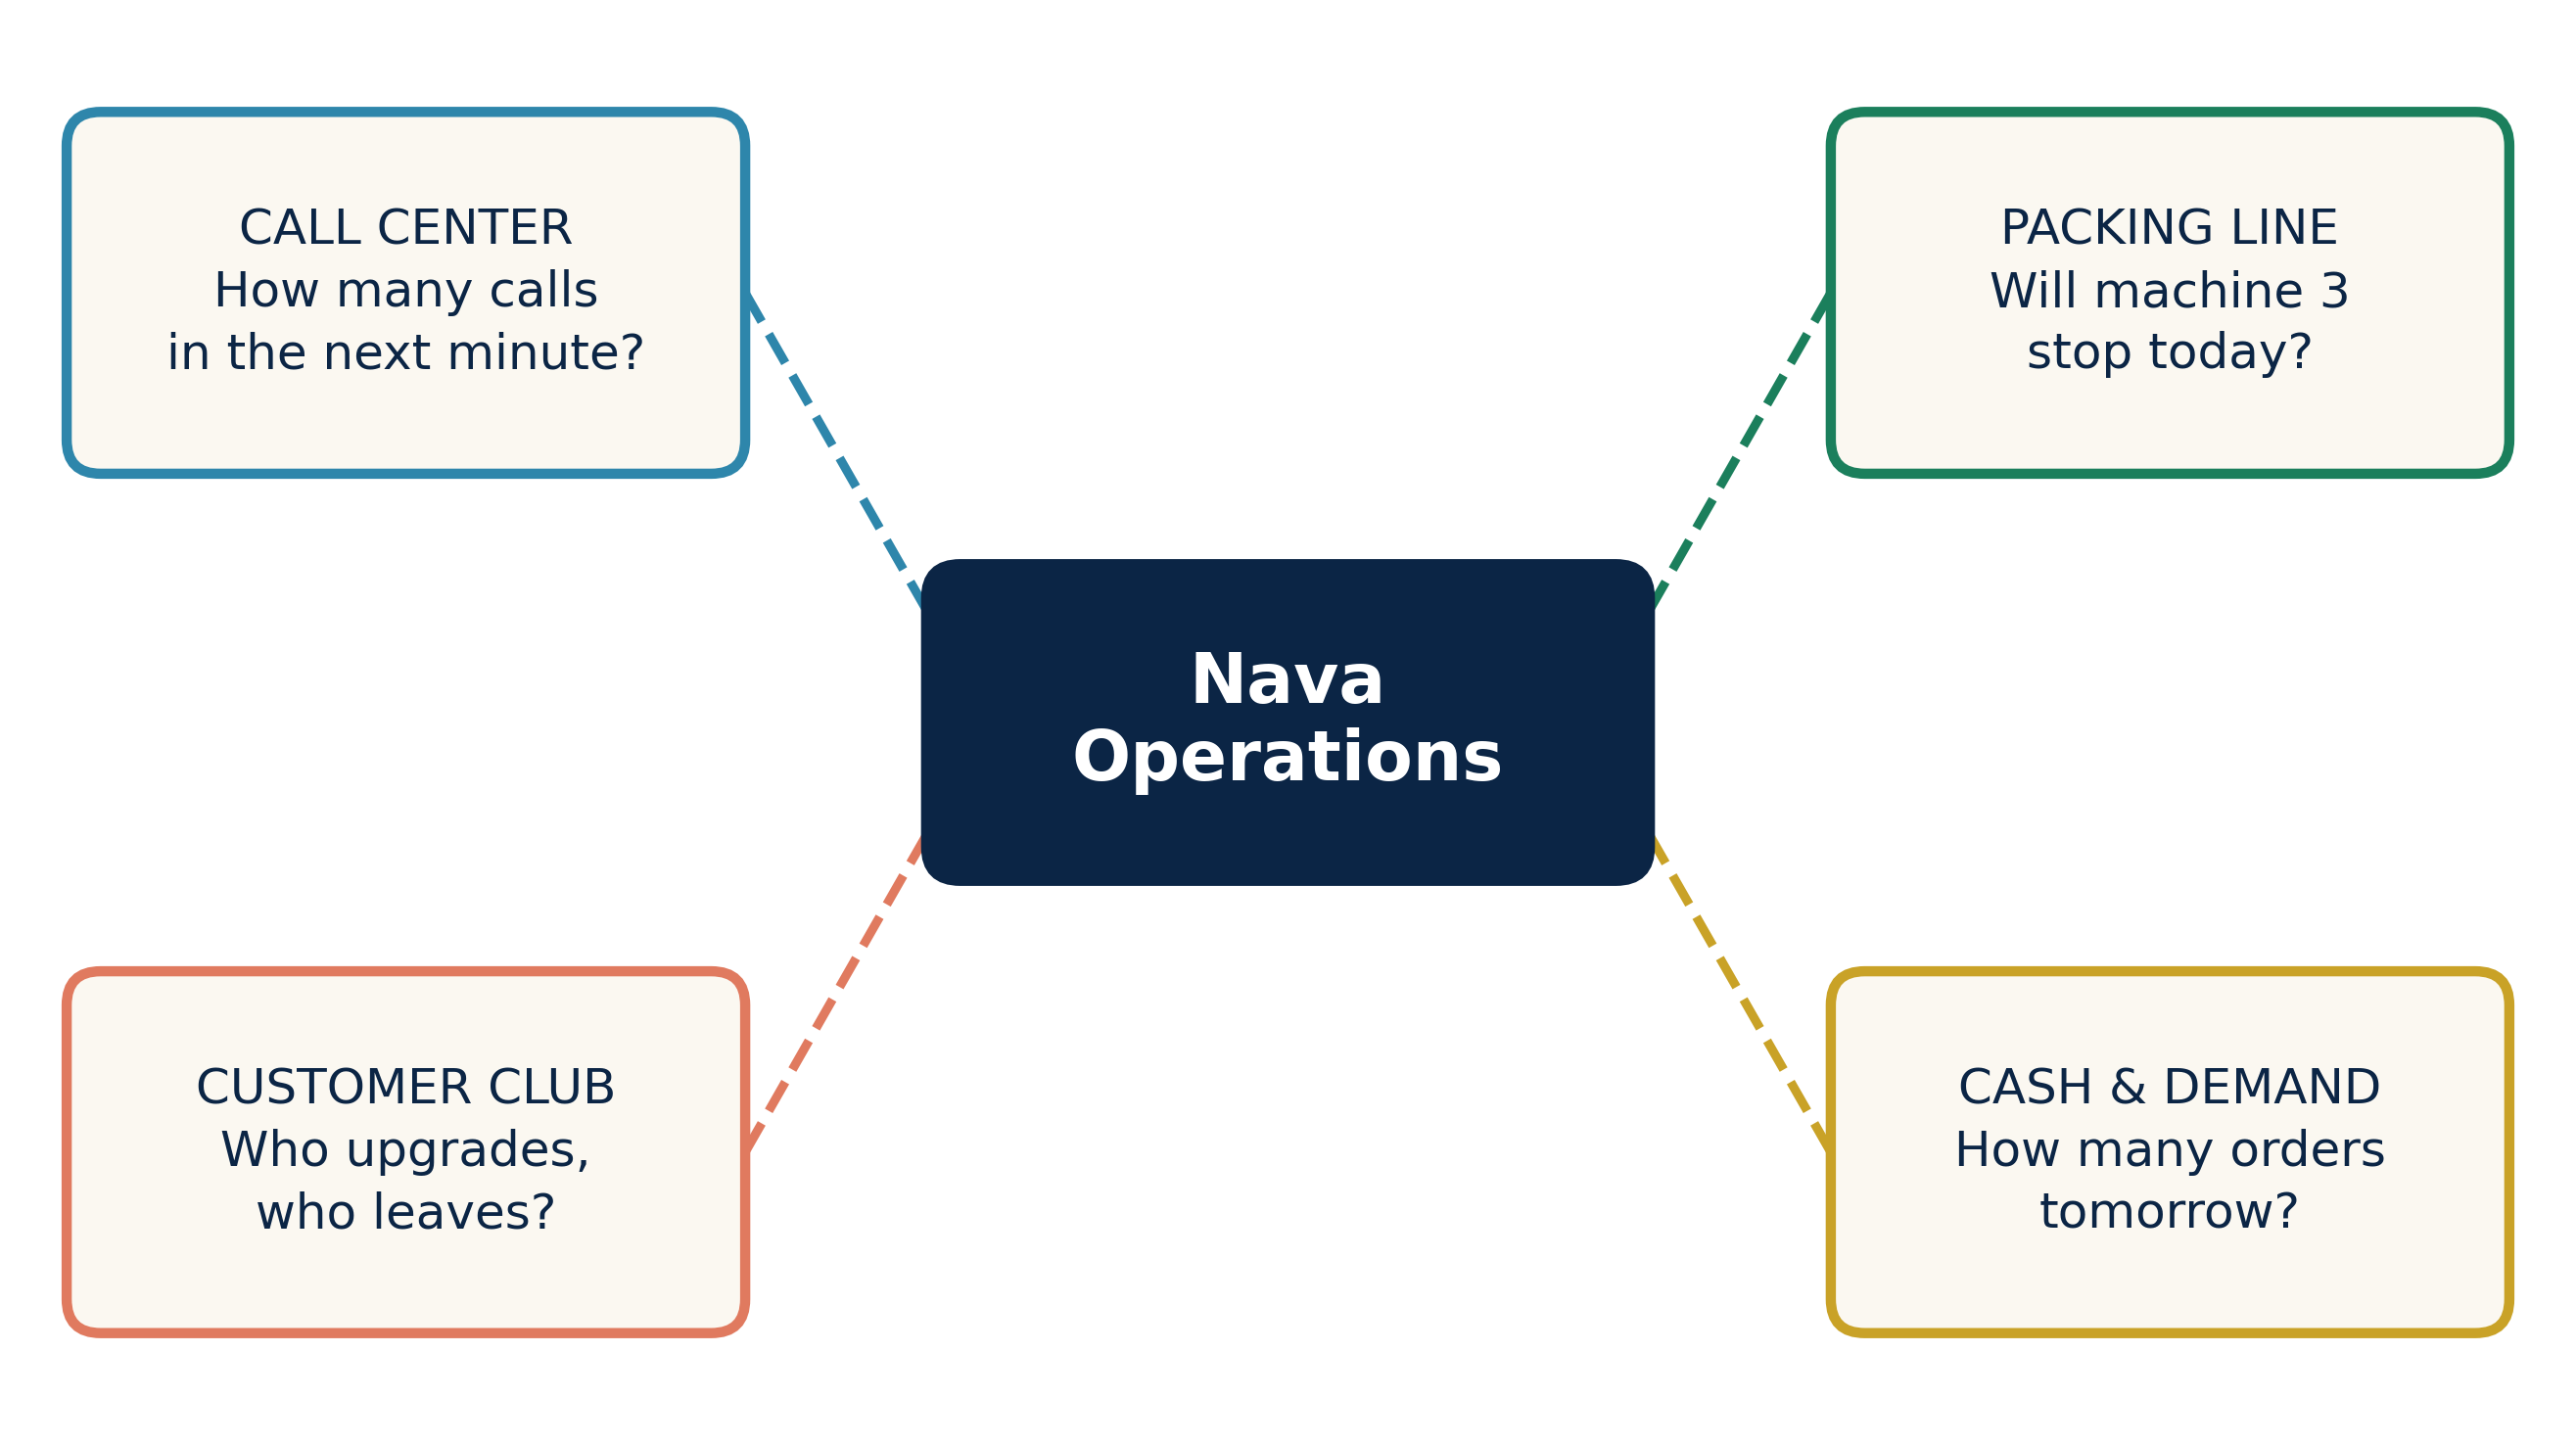 CALL CENTER
How many calls
in the next minute?
PACKING LINE
Will machine 3
stop today?
Nava
Operations
CUSTOMER CLUB
Who upgrades,
who leaves?
CASH & DEMAND
How many orders
tomorrow?